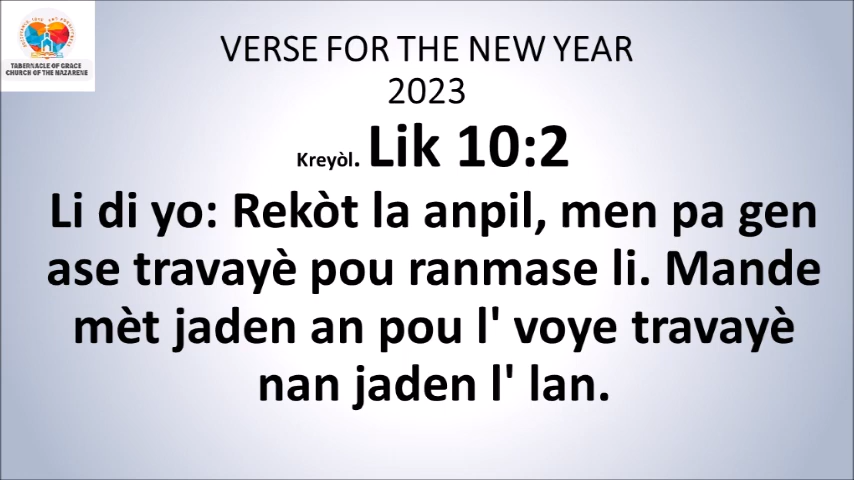 TABERNACLE OF GRACE
CHURCH OF THE NAZARENE
VERSE FOR THE NEW YEAR
2023
Kreyòl. Lik 10:2
Li di yo: Rekòt la anpil, men pa gen
ase travayè pou ranmase li. Mande
mèt jaden an pou l' voye travayè
nan jaden l' lan.